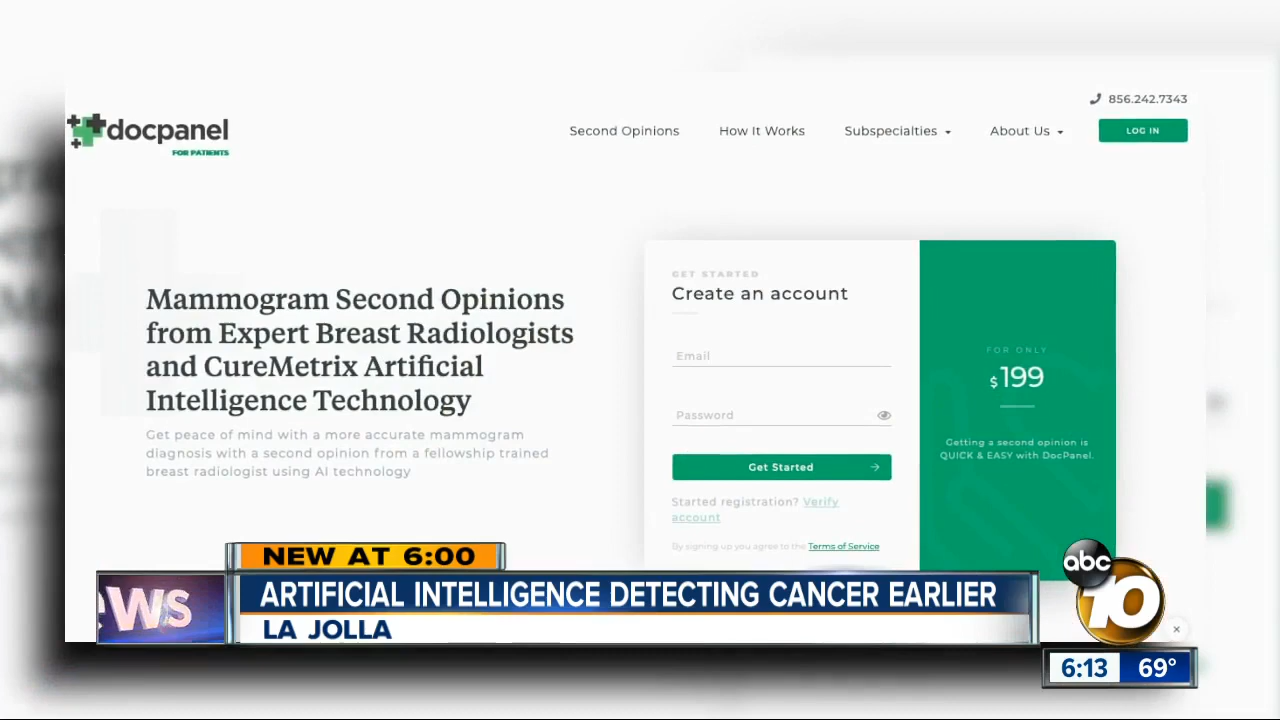 856.242.7343
docpanel
FOR PATIENTS
Second Opinions How It Works Subspecialties About Us LOG IN
Mammogram Second Opinions
from Expert Breast Radiologists
and CureMetrix Artificial
Intelligence Technology
Get peace of mind with a more accurate mammogram
diagnosis with a second opinion from a fellowship trained
breast radiologist using AI technology
GET STARTED
Create an account
Email
Password
Get Started
Started registration? Verify
account
By signing up you agree to the Terms of Service
FOR ONLY
$199
Getting a second opinion is
QUICK & EASY with DocPanel.
NEW AT 6:00
ARTIFICIAL INTELLIGENCE DETECTING CANCER EARLIER
LA JOLLA
WS
abc
10
6:13 69°